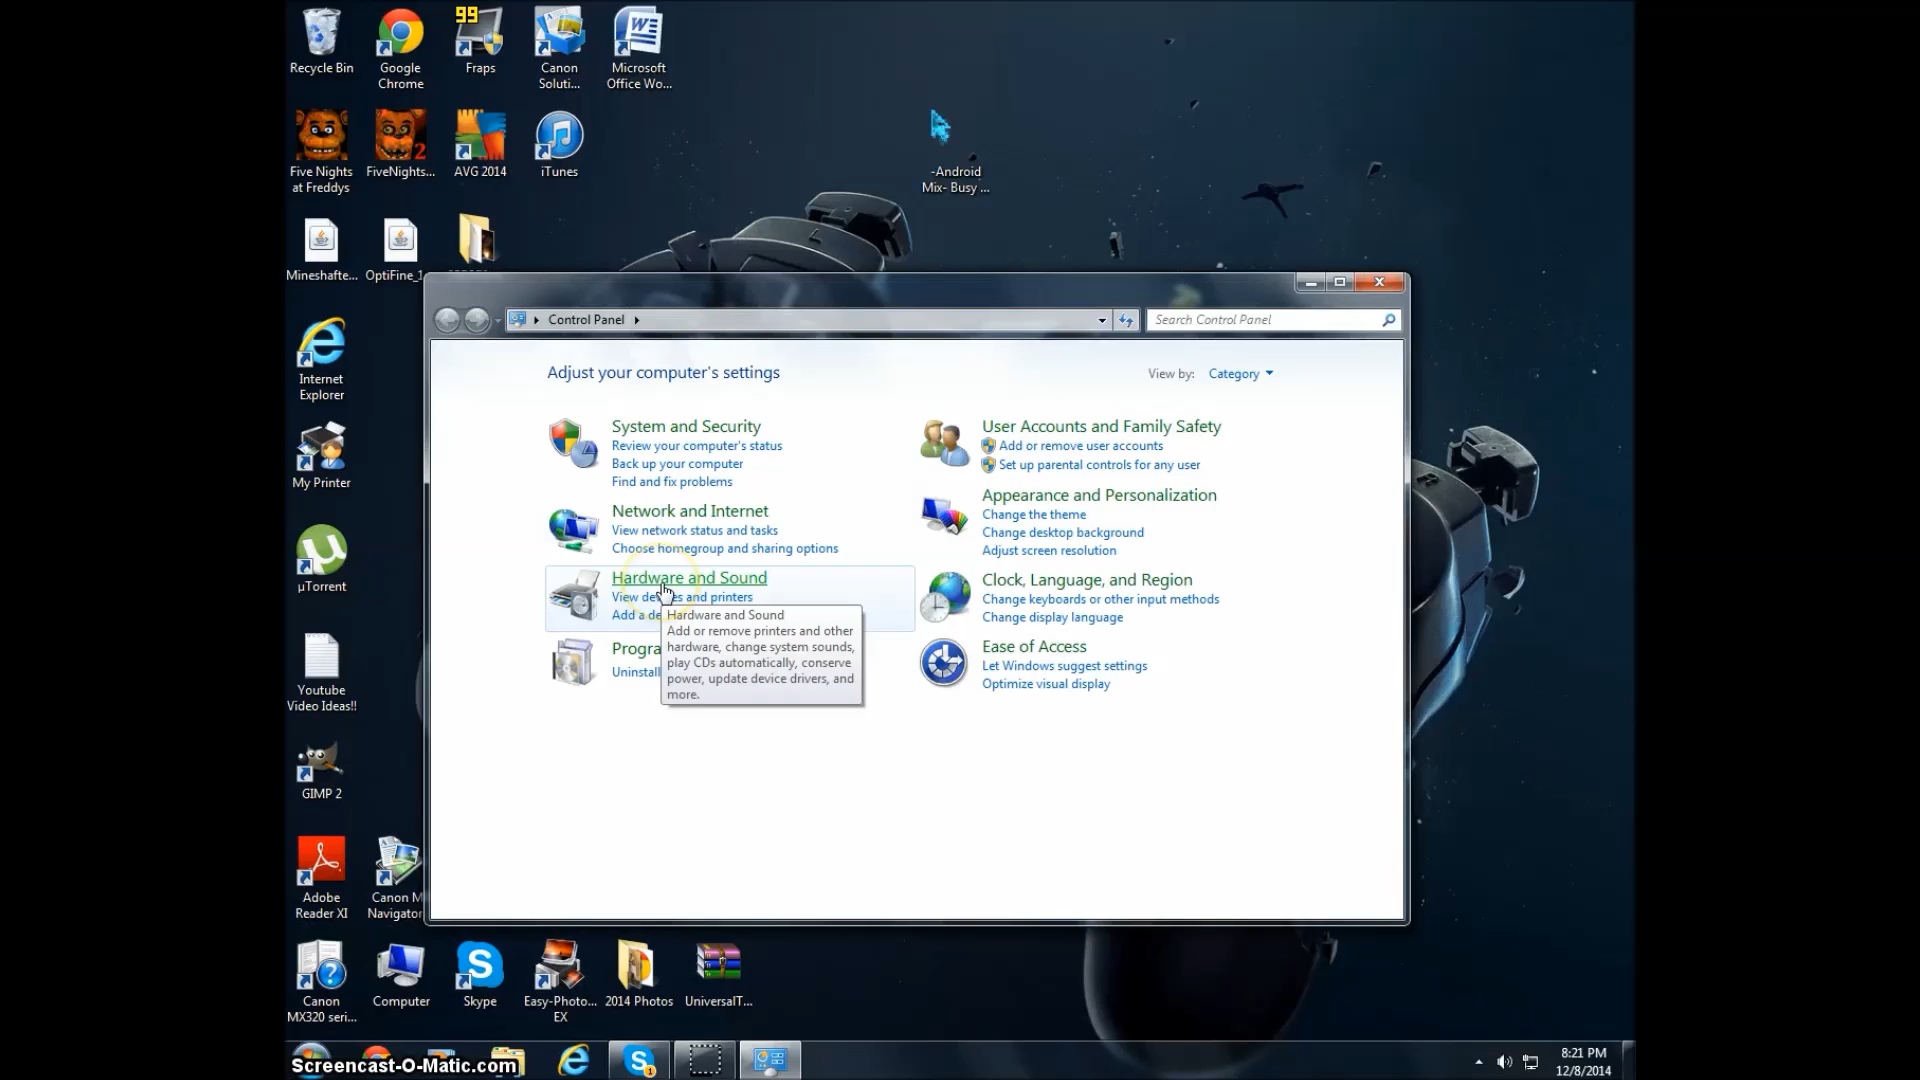 99
Recycle Bin
Google
Chrome
Fraps
Canon
Soluti...
Microsoft
Office Wo...
Five Nights
at Freddys
2
FiveNights...
AVG 2014
iTunes
-Android
Mix- Busy ...
Mineshafte...
OptiFine_1
Internet
Explorer
My Printer
µTorrent
Youtube
Video Ideas!!
GIMP 2
Adobe
Reader XI
Canon M
Navigator
Canon
MX320 seri...
Computer
Skype
Easy-Photo...
EX
2014 Photos
UniversalT...
Control Panel
Search Control Panel
Adjust your computer's settings
View by: Category
System and Security
Review your computer's status
Back up your computer
Find and fix problems
Network and Internet
View network status and tasks
Choose homegroup and sharing options
Hardware and Sound
View devices and printers
Add a de
Hardware and Sound
Add or remove printers and other
hardware, change system sounds,
play CDs automatically, conserve
power, update device drivers, and
more.
Progra
Uninstall
User Accounts and Family Safety
Add or remove user accounts
Set up parental controls for any user
Appearance and Personalization
Change the theme
Change desktop background
Adjust screen resolution
Clock, Language, and Region
Change keyboards or other input methods
Change display language
Ease of Access
Let Windows suggest settings
Optimize visual display
L
R
Screencast-O-Matic.com
1
8:21 PM
12/8/2014